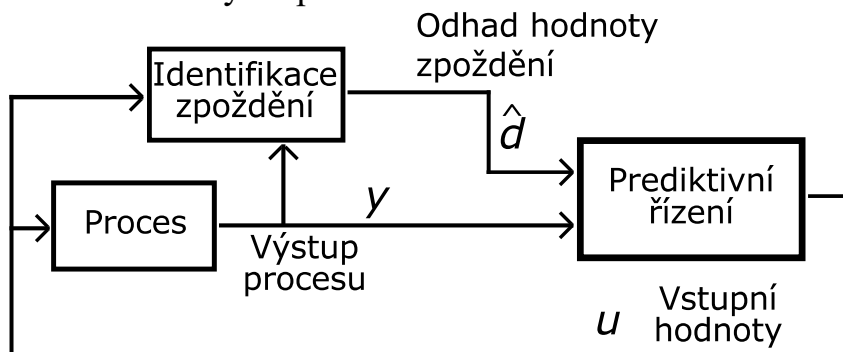 Odhad hodnoty
zpoždění
Identifikace
zpoždění
d̂
Prediktivní
řízení
Proces
y
Výstup
procesu
u
Vstupní
hodnoty